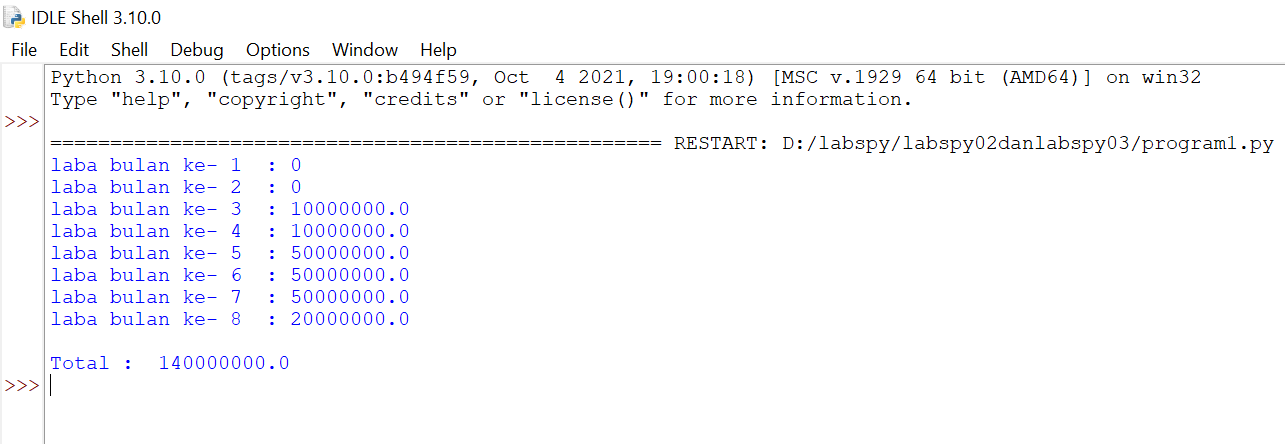 IDLE Shell 3.10.0
File Edit Shell Debug Options Window Help
Python 3.10.0 (tags/v3.10.0:b494f59, Oct  4 2021, 19:00:18) [MSC v.1929 64 bit (AMD64)] on win32
Type "help", "copyright", "credits" or "license()" for more information.
>>>
==================================================== RESTART: D:/labspy/labspy02danlabspy03/program1.py
laba bulan ke- 1  : 0
laba bulan ke- 2  : 0
laba bulan ke- 3  : 10000000.0
laba bulan ke- 4  : 10000000.0
laba bulan ke- 5  : 50000000.0
laba bulan ke- 6  : 50000000.0
laba bulan ke- 7  : 50000000.0
laba bulan ke- 8  : 20000000.0
Total :  140000000.0
>>>